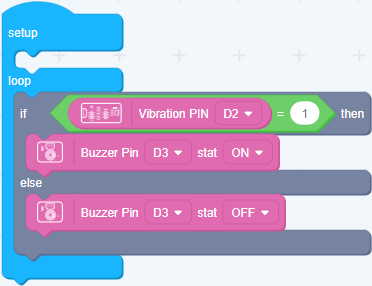 setup
loop
if Vibration PIN D2 = 1 then
Buzzer Pin D3 stat ON
else
Buzzer Pin D3 stat OFF